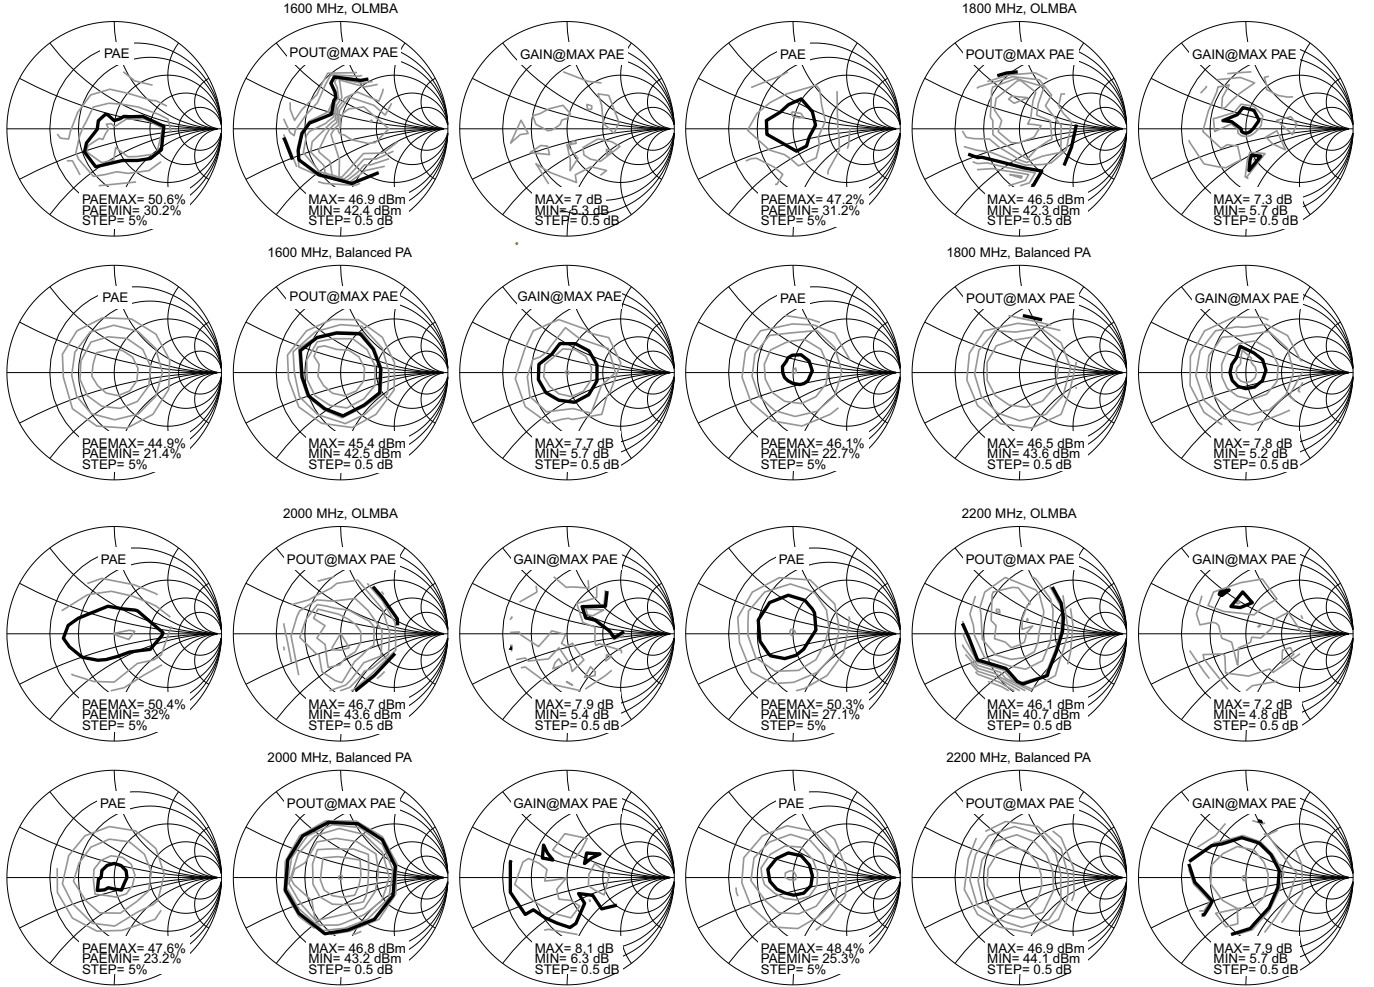 1600 MHz, OLMBA
1800 MHz, OLMBA
PAE
POUT@MAX PAE
GAIN@MAX PAE
PAE
POUT@MAX PAE
GAIN@MAX PAE
PAEMAX= 50.6%
PAEMIN= 30.2%
STEP= 5%
MAX= 46.9 dBm
MIN= 42.4 dBm
STEP= 0.5 dB
MAX= 7 dB
MIN= 5.3 dB
STEP= 0.5 dB
PAEMAX= 47.2%
PAEMIN= 31.2%
STEP= 5%
MAX= 46.5 dBm
MIN= 42.3 dBm
STEP= 0.5 dB
MAX= 7.3 dB
MIN= 5.7 dB
STEP= 0.5 dB
1600 MHz, Balanced PA
1800 MHz, Balanced PA
PAE
POUT@MAX PAE
GAIN@MAX PAE
PAE
POUT@MAX PAE
GAIN@MAX PAE
PAEMAX= 44.9%
PAEMIN= 21.4%
STEP= 5%
MAX= 45.4 dBm
MIN= 42.5 dBm
STEP= 0.5 dB
MAX= 7.7 dB
MIN= 5.7 dB
STEP= 0.5 dB
PAEMAX= 46.1%
PAEMIN= 22.7%
STEP= 5%
MAX= 46.5 dBm
MIN= 43.6 dBm
STEP= 0.5 dB
MAX= 7.8 dB
MIN= 5.2 dB
STEP= 0.5 dB
2000 MHz, OLMBA
2200 MHz, OLMBA
PAE
POUT@MAX PAE
GAIN@MAX PAE
PAE
POUT@MAX PAE
GAIN@MAX PAE
PAEMAX= 50.4%
PAEMIN= 32%
STEP= 5%
MAX= 46.7 dBm
MIN= 43.6 dBm
STEP= 0.5 dB
MAX= 7.9 dB
MIN= 5.4 dB
STEP= 0.5 dB
PAEMAX= 50.3%
PAEMIN= 27.1%
STEP= 5%
MAX= 46.1 dBm
MIN= 40.7 dBm
STEP= 0.5 dB
MAX= 7.2 dB
MIN= 4.8 dB
STEP= 0.5 dB
2000 MHz, Balanced PA
2200 MHz, Balanced PA
PAE
POUT@MAX PAE
GAIN@MAX PAE
PAE
POUT@MAX PAE
GAIN@MAX PAE
PAEMAX= 47.6%
PAEMIN= 23.2%
STEP= 5%
MAX= 46.8 dBm
MIN= 43.2 dBm
STEP= 0.5 dB
MAX= 8.1 dB
MIN= 6.3 dB
STEP= 0.5 dB
PAEMAX= 48.4%
PAEMIN= 25.3%
STEP= 5%
MAX= 46.9 dBm
MIN= 44.1 dBm
STEP= 0.5 dB
MAX= 7.9 dB
MIN= 5.7 dB
STEP= 0.5 dB